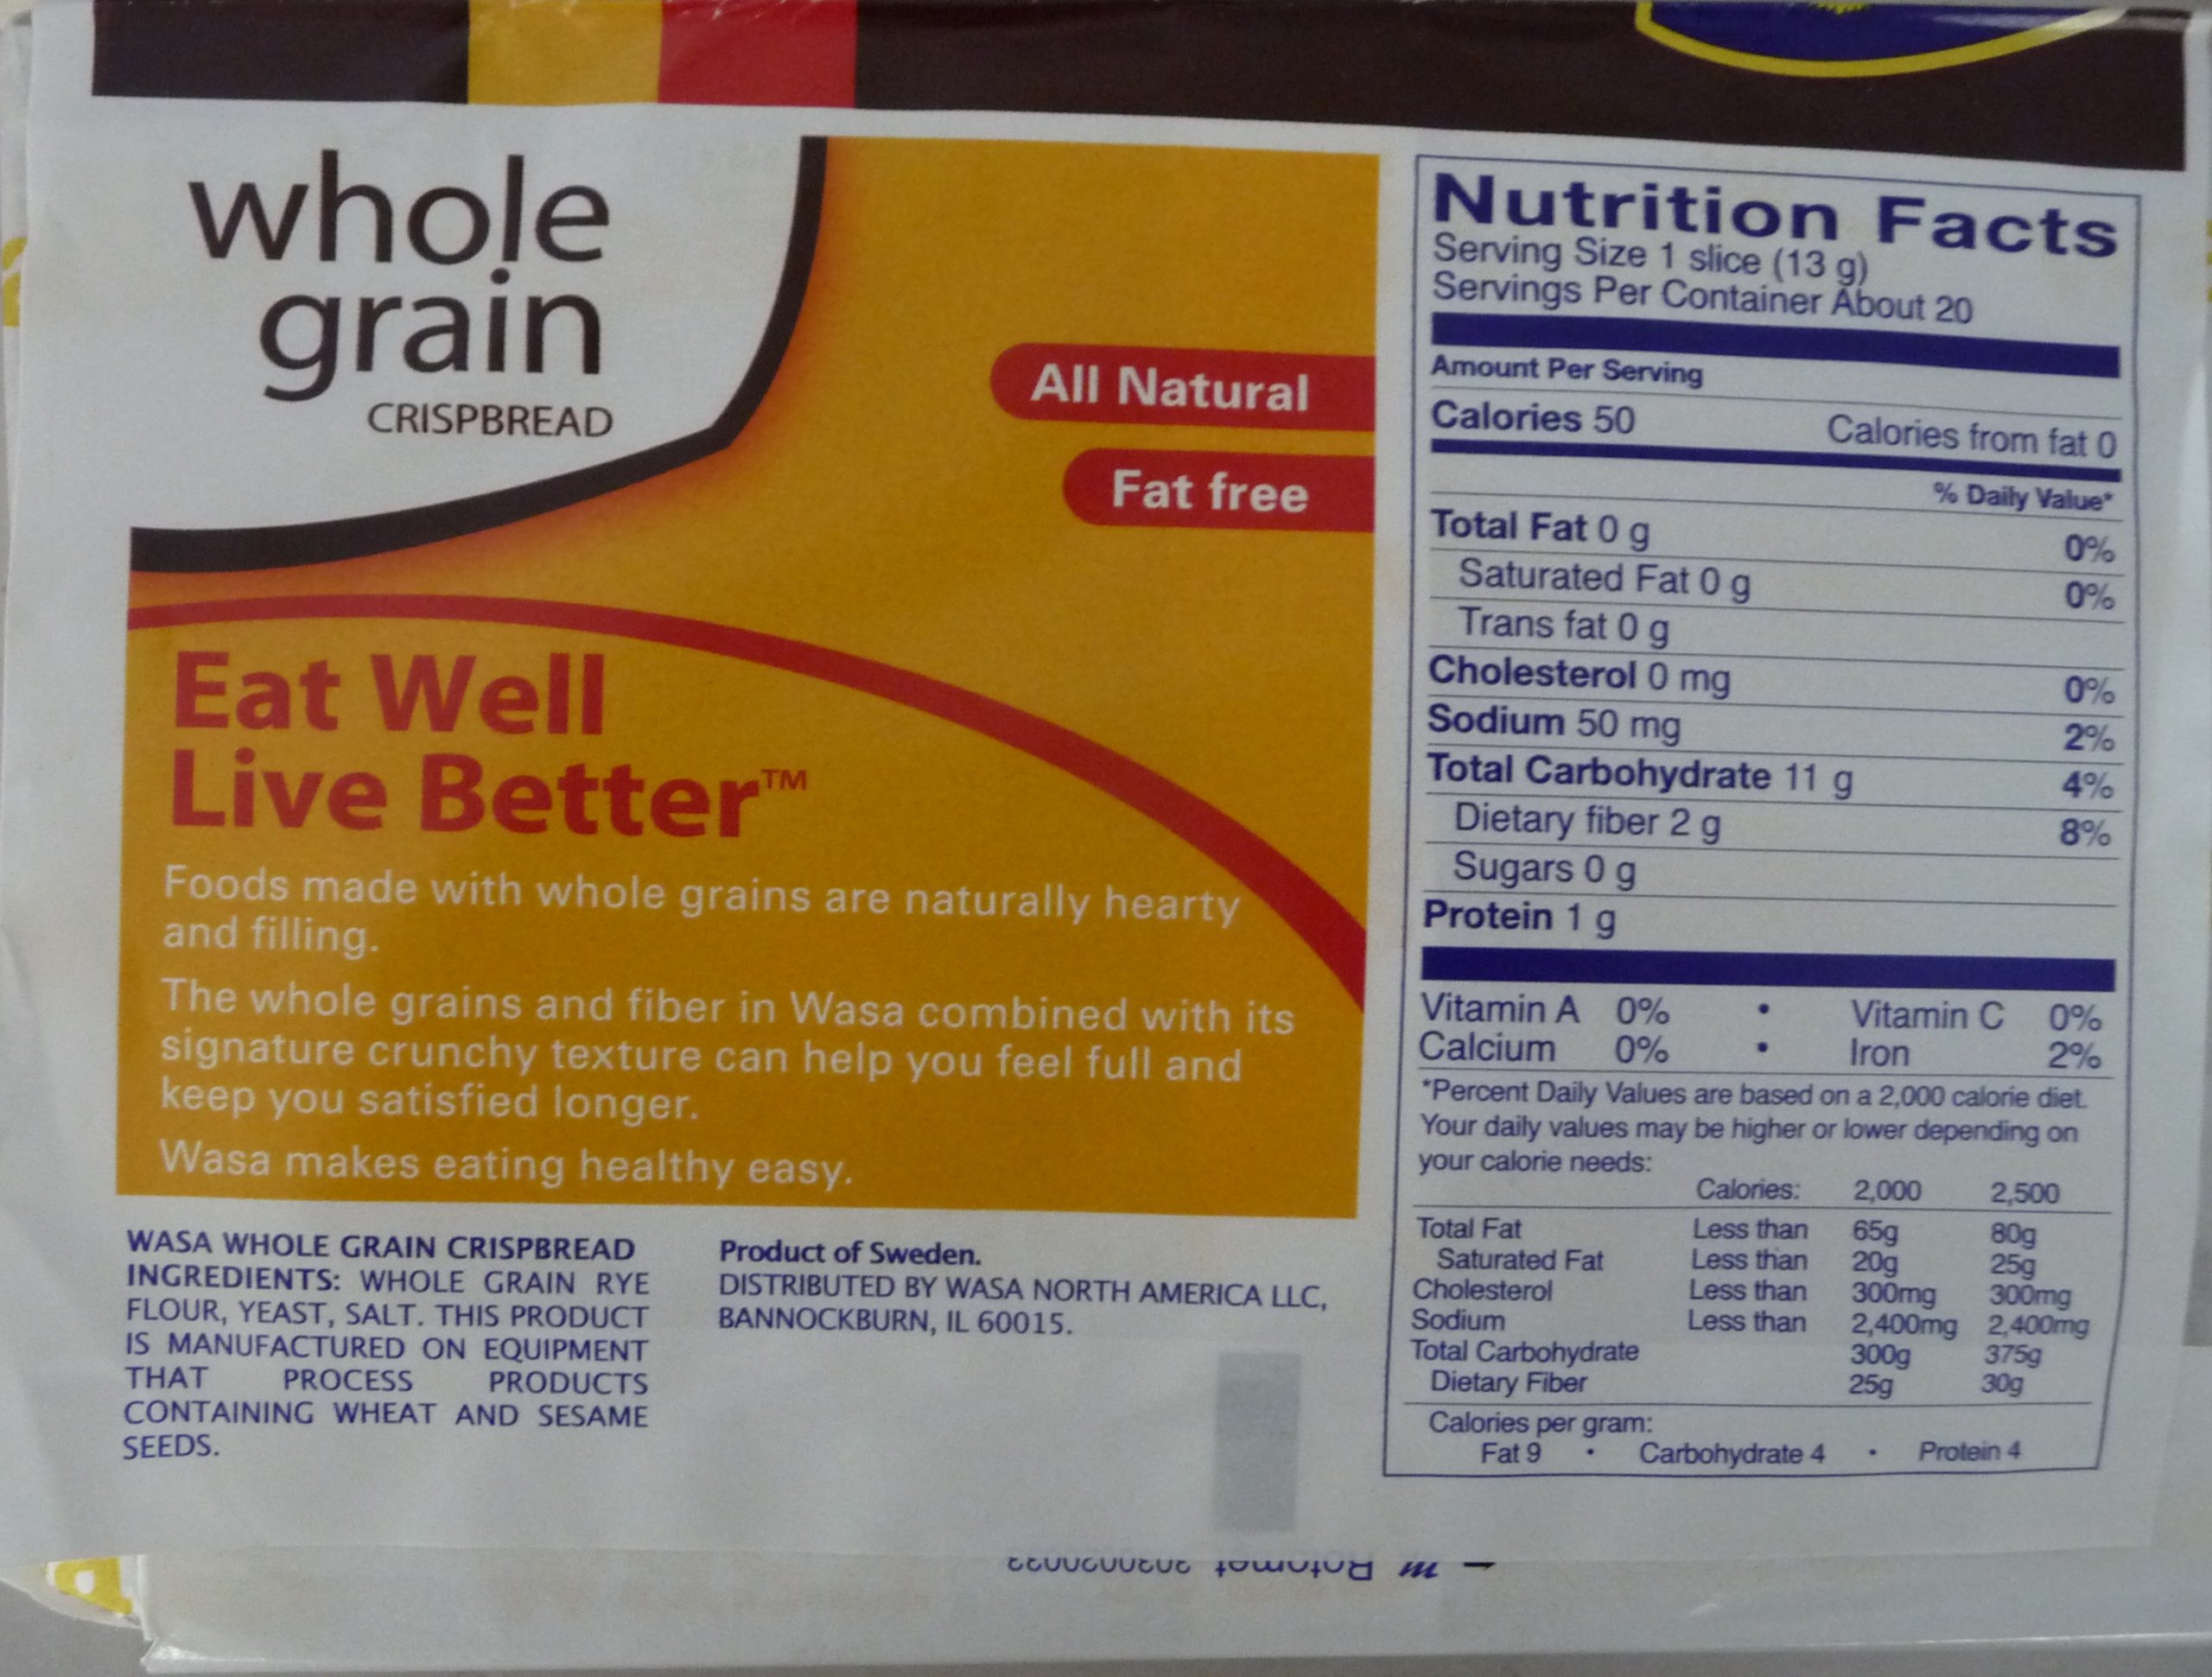 whole
grain
CRISPBREAD
All Natural
Fat free
Eat Well
Live Better™
Foods made with whole grains are naturally hearty
and filling.
The whole grains and fiber in Wasa combined with its
signature crunchy texture can help you feel full and
keep you satisfied longer.
Wasa makes eating healthy easy.
WASA WHOLE GRAIN CRISPBREAD
INGREDIENTS: WHOLE GRAIN RYE
FLOUR, YEAST, SALT. THIS PRODUCT
IS MANUFACTURED ON EQUIPMENT
THAT PROCESS PRODUCTS
CONTAINING WHEAT AND SESAME
SEEDS.
Product of Sweden.
DISTRIBUTED BY WASA NORTH AMERICA LLC,
BANNOCKBURN, IL 60015.
Nutrition Facts
Serving Size 1 slice (13 g)
Servings Per Container About 20
Amount Per Serving
Calories 50 Calories from fat 0
% Daily Value*
Total Fat 0 g 0%
Saturated Fat 0 g 0%
Trans fat 0 g
Cholesterol 0 mg 0%
Sodium 50 mg 2%
Total Carbohydrate 11 g 4%
Dietary fiber 2 g 8%
Sugars 0 g
Protein 1 g
Vitamin A 0% • Vitamin C 0%
Calcium 0% • Iron 2%
*Percent Daily Values are based on a 2,000 calorie diet.
Your daily values may be higher or lower depending on
your calorie needs:
Calories: 2,000 2,500
Total Fat Less than 65g 80g
Saturated Fat Less than 20g 25g
Cholesterol Less than 300mg 300mg
Sodium Less than 2,400mg 2,400mg
Total Carbohydrate 300g 375g
Dietary Fiber 25g 30g
Calories per gram:
Fat 9 • Carbohydrate 4 • Protein 4